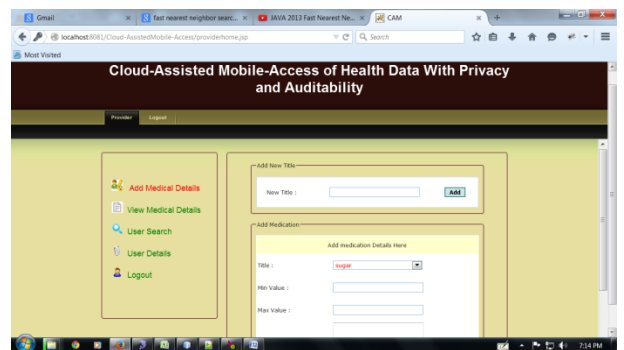 Gmail
fast nearest neighbor searc...
JAVA 2013 Fast Nearest Ne...
CAM
localhost:8081/Cloud-AssistedMobile-Access/providerhome.jsp
Search
Most Visited
Cloud-Assisted Mobile-Access of Health Data With Privacy
and Auditability
Provider Logout
Add New Title
Add Medical Details
New Title :
Add
View Medical Details
User Search
Add Medication
User Details
Add medication Details Here
Logout
Title :
sugar
Min Value :
Max Value :
7:14 PM